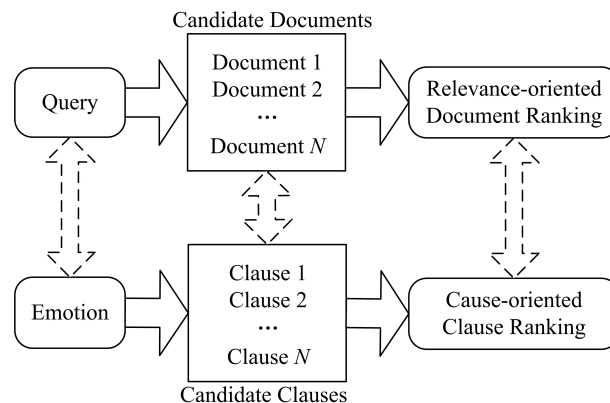 Candidate Documents
Query
Document 1
Document 2
...
Document N
Relevance-oriented
Document Ranking
Emotion
Clause 1
Clause 2
...
Clause N
Cause-oriented
Clause Ranking
Candidate Clauses